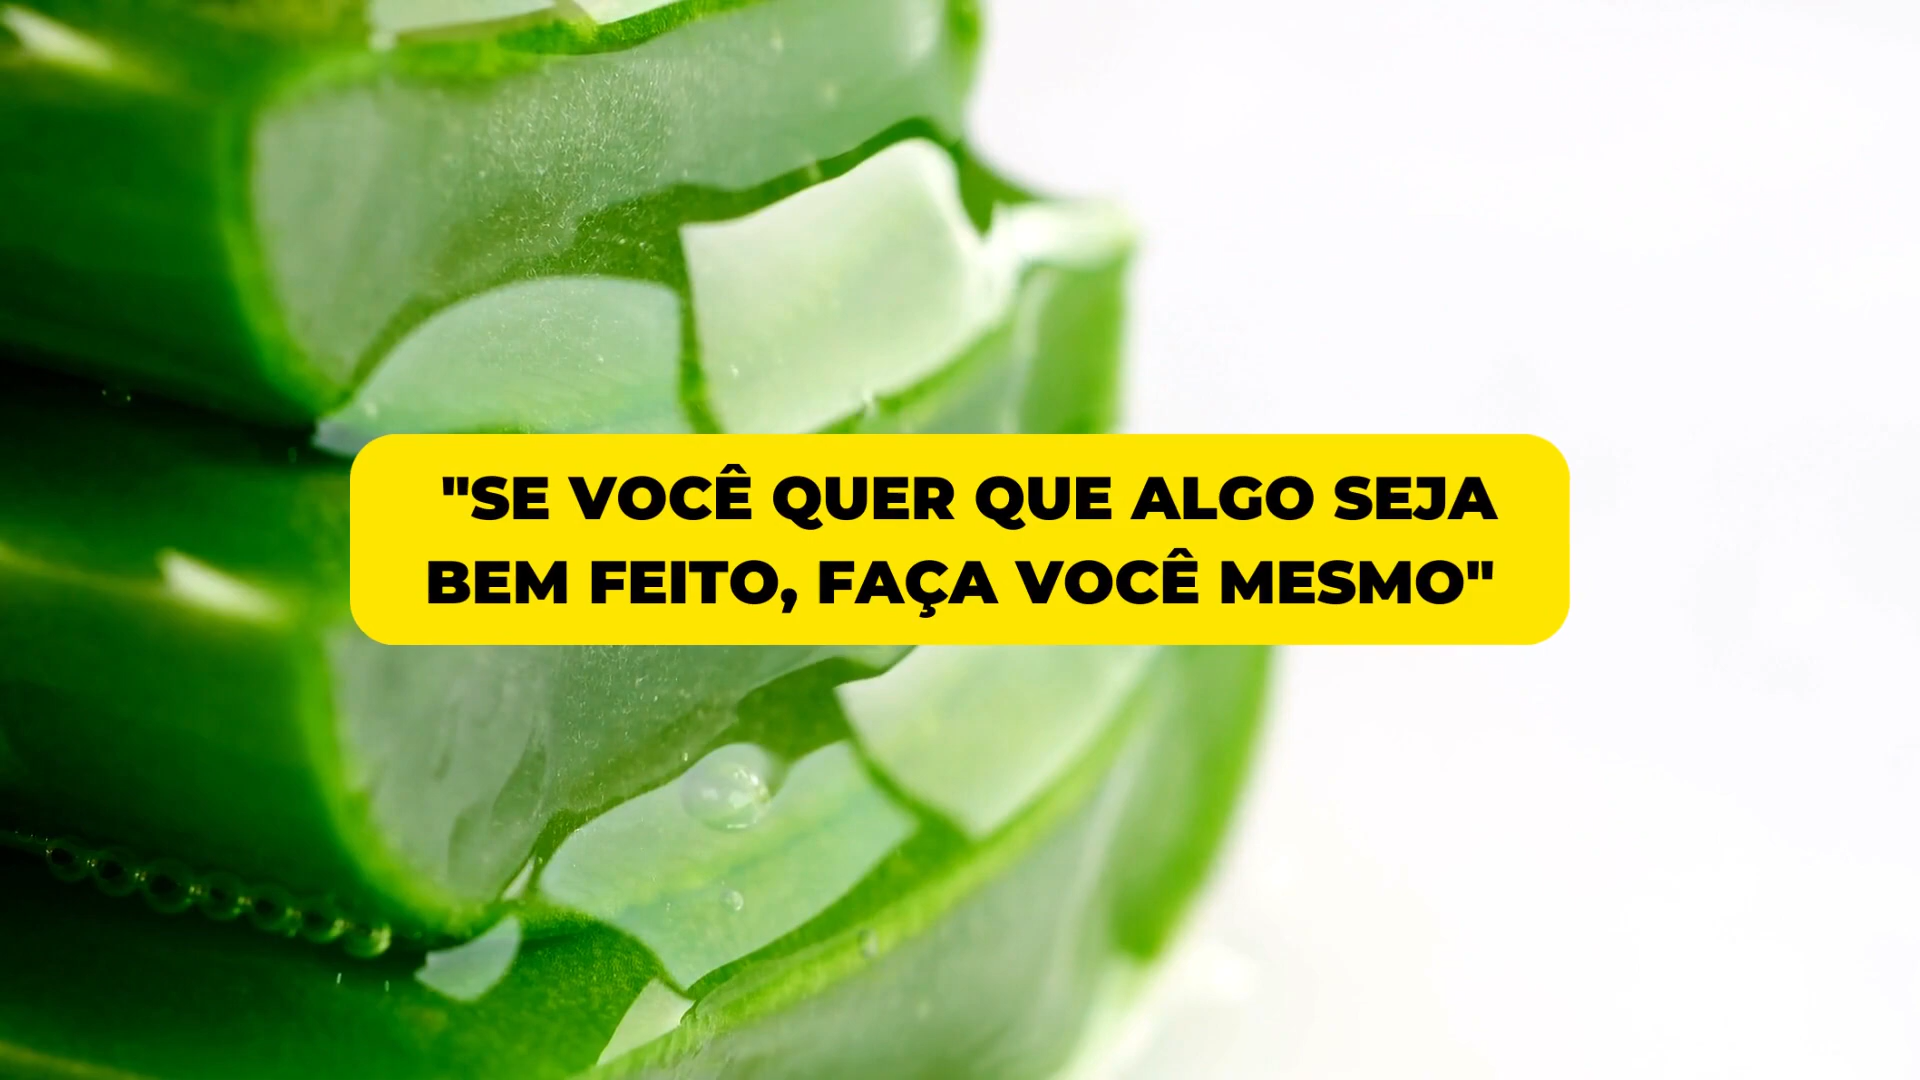 "SE VOCÊ QUER QUE ALGO SEJA
BEM FEITO, FAÇA VOCÊ MESMO"